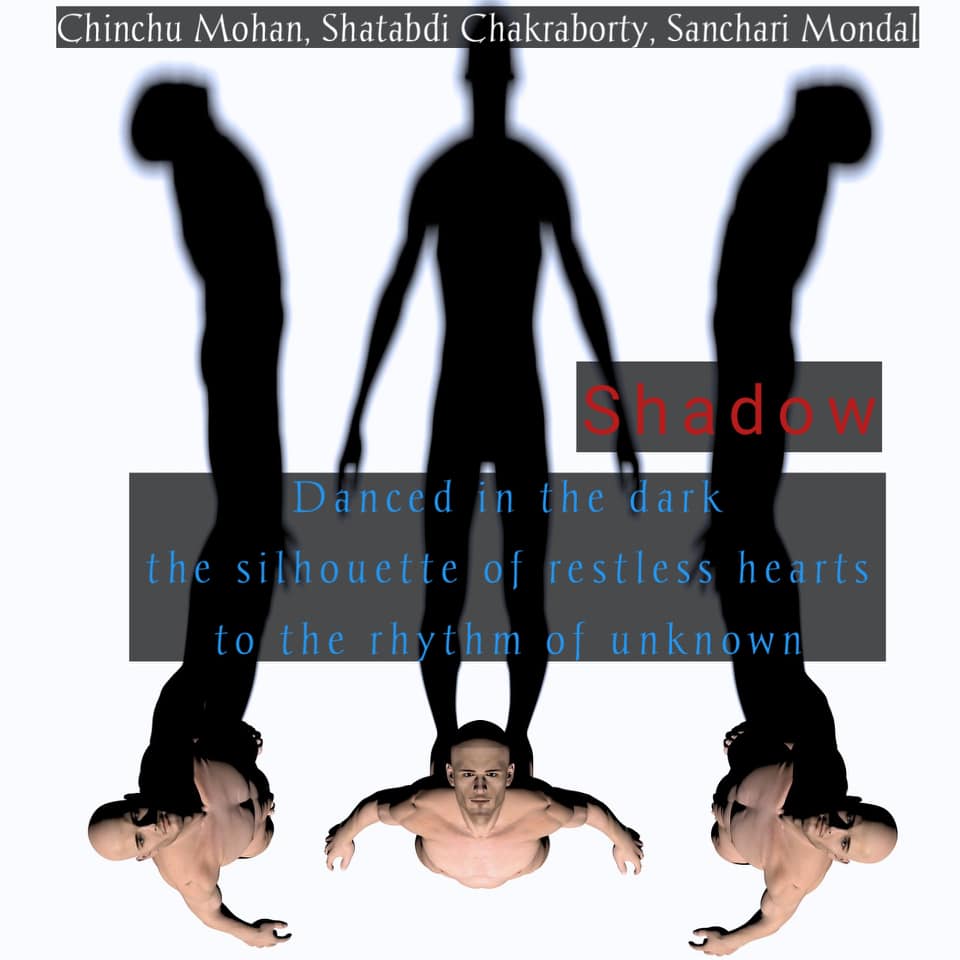 Chinchu Mohan, Shatabdi Chakraborty, Sanchari Mondal
Shadow
Danced in the dark
the silhouette of restless hearts
to the rhythm of unknown